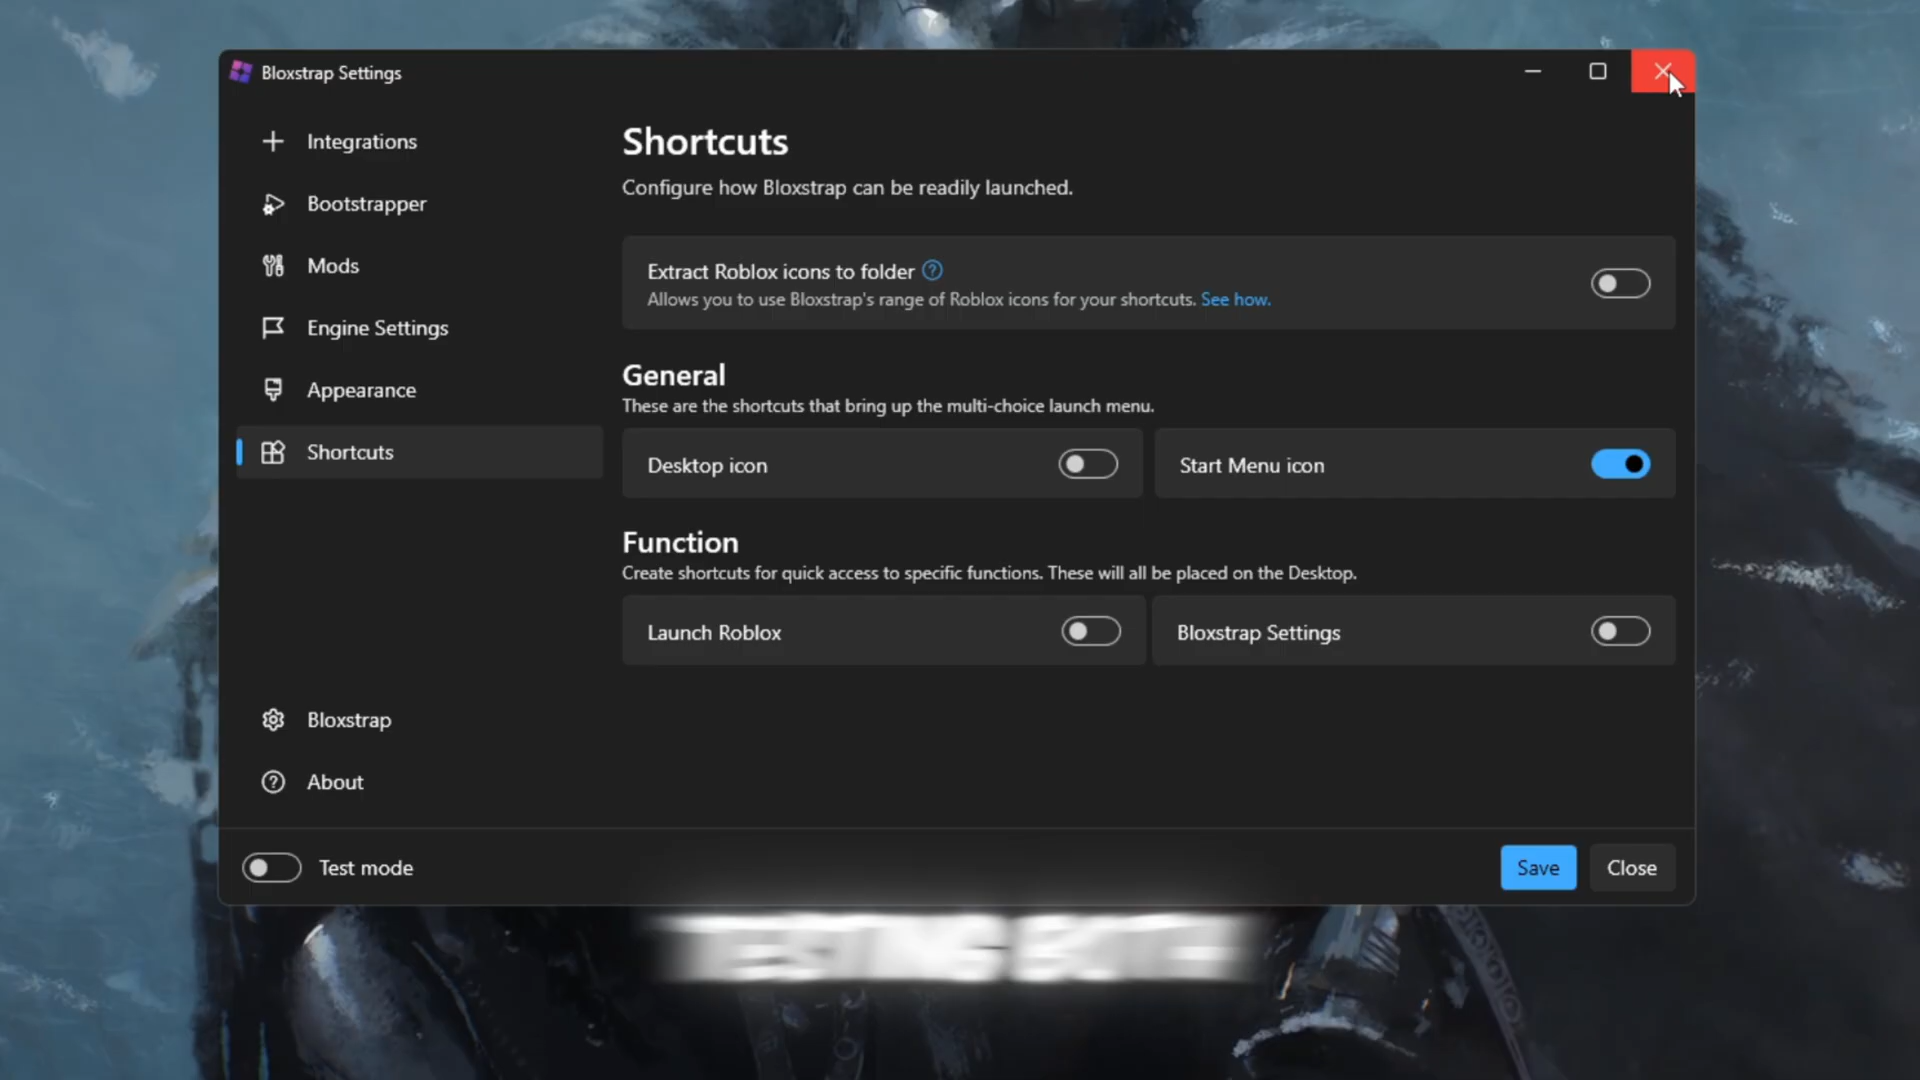 Bloxstrap Settings
Integrations
Bootstrapper
Mods
Engine Settings
Appearance
Shortcuts
Bloxstrap
About
Shortcuts
Configure how Bloxstrap can be readily launched.
Extract Roblox icons to folder
Allows you to use Bloxstrap's range of Roblox icons for your shortcuts. See how.
General
These are the shortcuts that bring up the multi-choice launch menu.
Desktop icon
Start Menu icon
Function
Create shortcuts for quick access to specific functions. These will all be placed on the Desktop.
Launch Roblox
Bloxstrap Settings
Test mode
Save
Close
TESTING BOTH